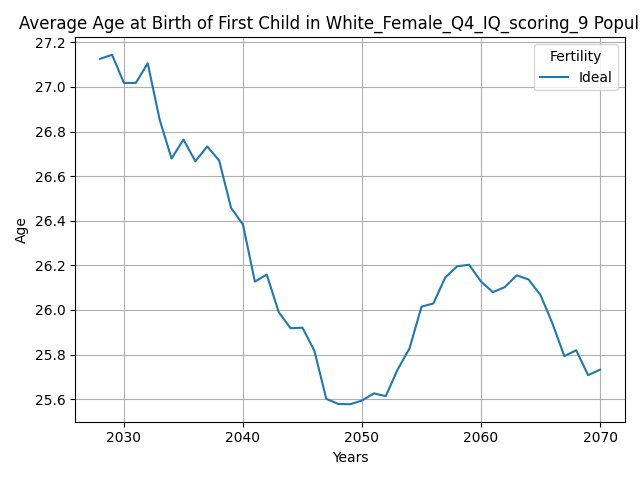 Average Age at Birth of First Child in White_Female_Q4_IQ_scoring_9 Popul
27.2
27.0
26.8
26.6
26.4
26.2
26.0
25.8
25.6
Age
Fertility
Ideal
2030 2040 2050 2060 2070
Years